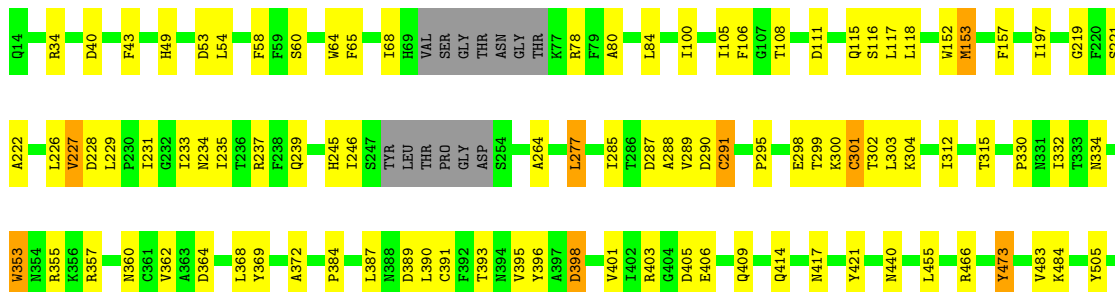 Q14 R34 D40 F43 H49 D53 L54 F58 F59 S60 W64 F65 I68 H69 VAL SER GLY THR ASN GLY THR K77 R78 F79 A80 L84 I100 I105 F106 G107 T108 D111 Q115 S116 L117 L118 W152 M153 F157 I197 G219 F220 S221
A222 L226 V227 D228 L229 P230 I231 G232 I233 N234 I235 T236 R237 F238 Q239 H245 I246 S247 TYR LEU THR PRO GLY ASP S254 A264 L277 I285 T286 D287 A288 V289 D290 C291 P295 E298 T299 K300 C301 T302 L303 K304 I312 T315 P330 N331 I332 T333 N334
W353 N354 R355 K356 R357 N360 C361 V362 A363 D364 L368 Y369 A372 P384 L387 N388 D389 L390 C391 F392 T393 N394 V395 Y396 A397 D398 V401 I402 R403 G404 D405 E406 Q409 Q414 N417 Y421 N440 L455 R466 Y473 V483 K484 Y505